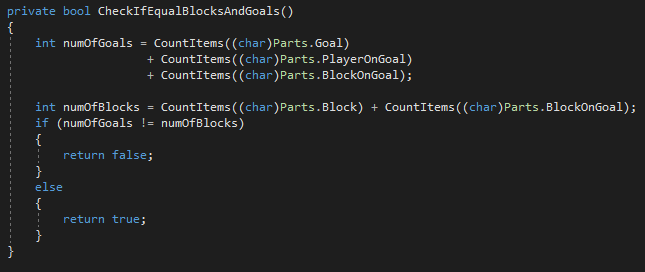 private bool CheckIfEqualBlocksAndGoals()
{
    int numOfGoals = CountItems((char)Parts.Goal)
                   + CountItems((char)Parts.PlayerOnGoal)
                   + CountItems((char)Parts.BlockOnGoal);

    int numOfBlocks = CountItems((char)Parts.Block) + CountItems((char)Parts.BlockOnGoal);
    if (numOfGoals != numOfBlocks)
    {
        return false;
    }
    else
    {
        return true;
    }
}